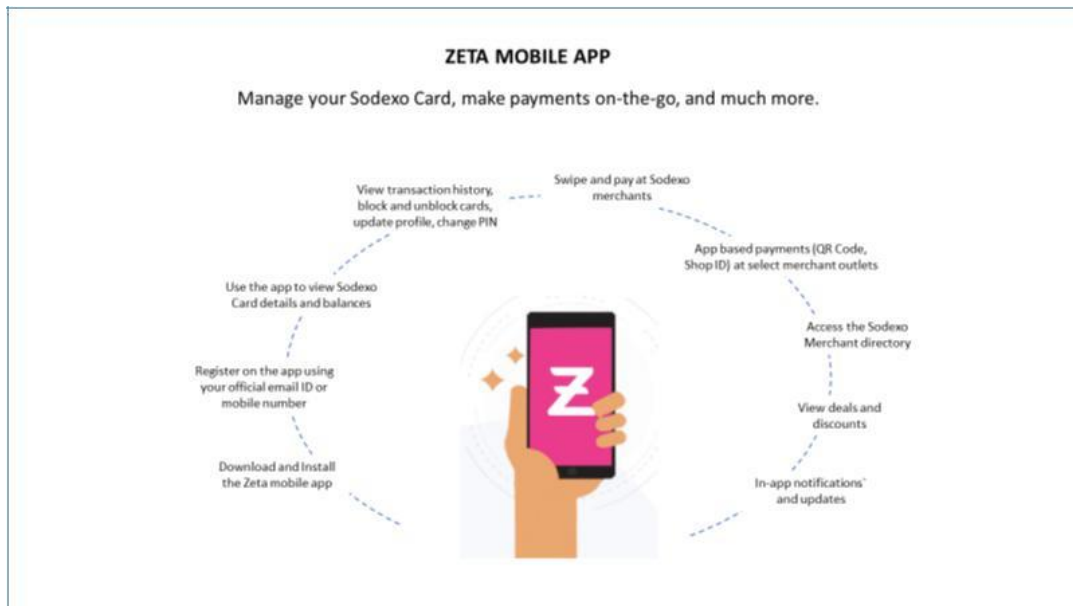 ZETA MOBILE APP
Manage your Sodexo Card, make payments on-the-go, and much more.
View transaction history,
block and unblock cards,
update profile, change PIN
Swipe and pay at Sodexo
merchants
App based payments (QR Code,
Shop ID) at select merchant outlets
Use the app to view Sodexo
Card details and balances
Access the Sodexo
Merchant directory
Register on the app using
your official email ID or
mobile number
View deals and
discounts
Download and Install
the Zeta mobile app
In-app notifications`
and updates
Z